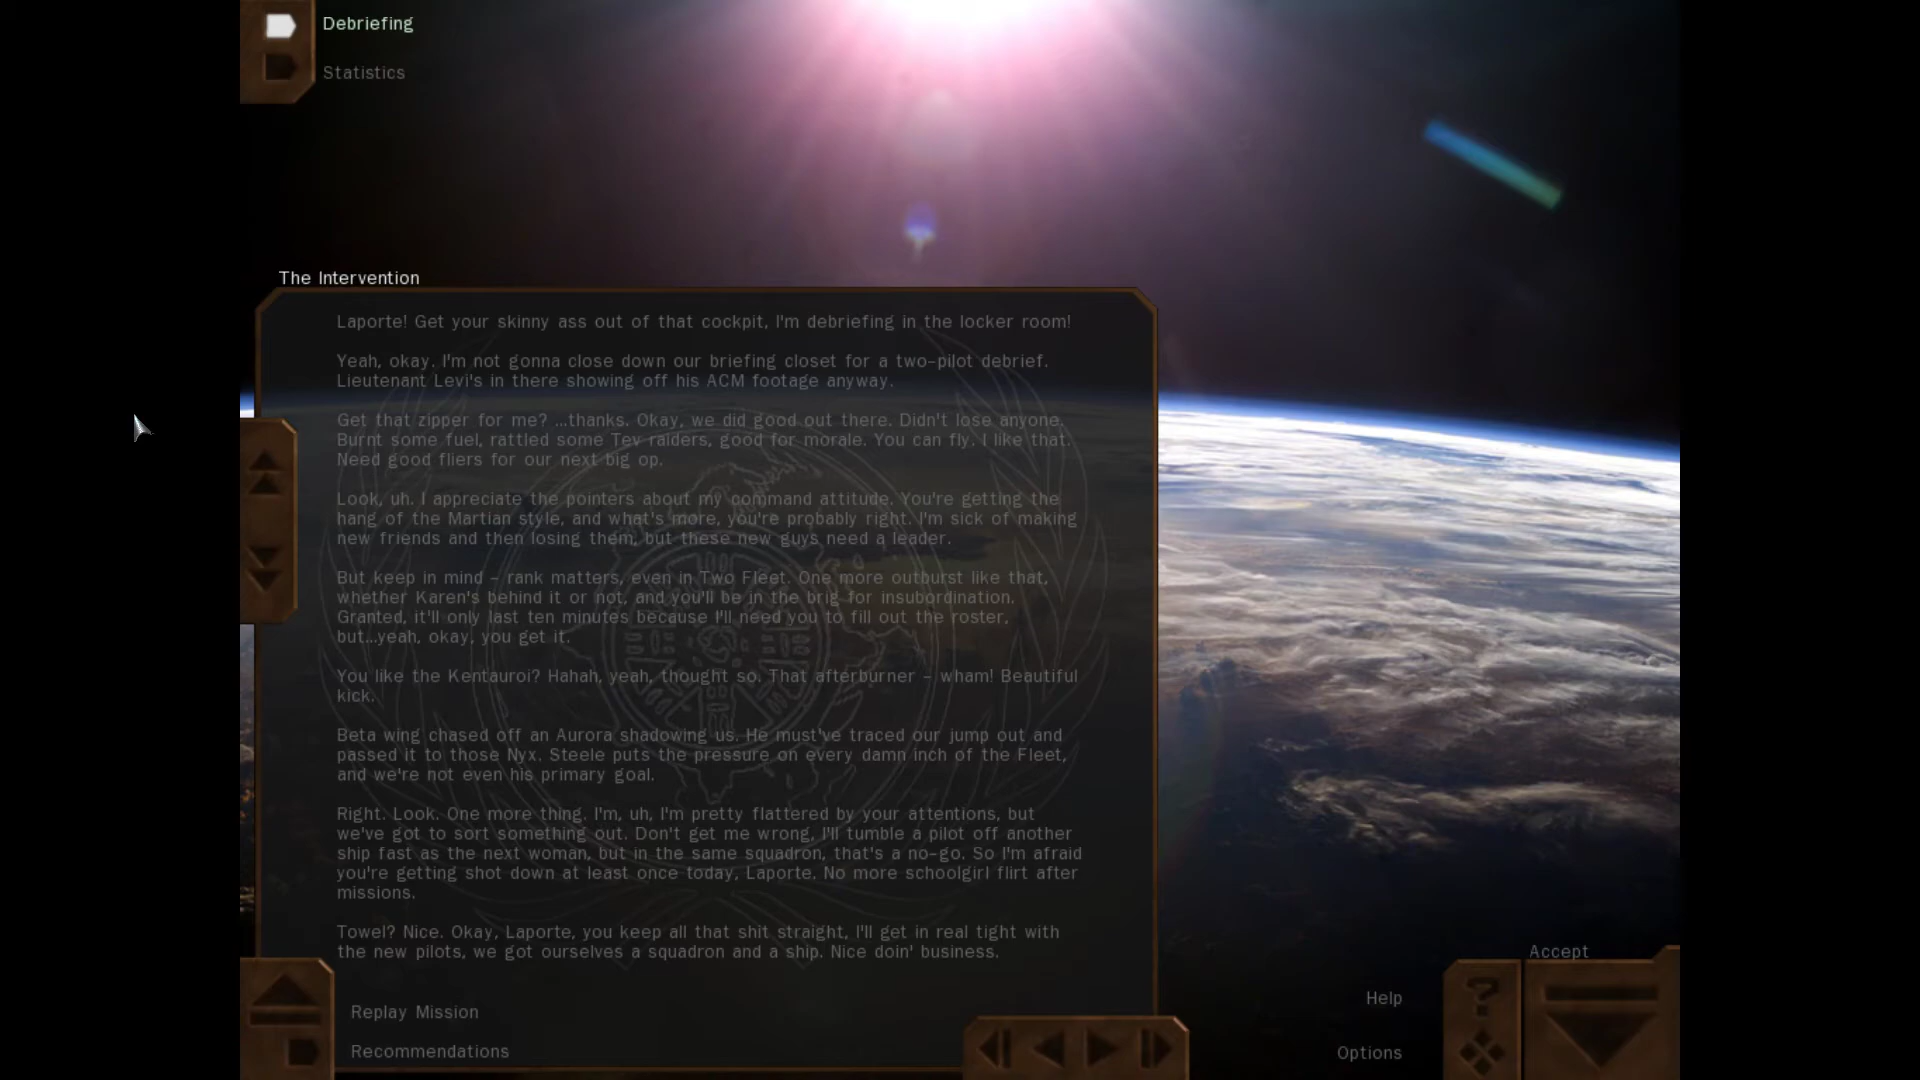 Debriefing
Statistics
The Intervention
Laporte! Get your skinny ass out of that cockpit, I'm debriefing in the locker room!
Yeah, okay. I'm not gonna close down our briefing closet for a two-pilot debrief.
Lieutenant Levi's in there showing off his ACM footage anyway.
Get that zipper for me? ...thanks. Okay, we did good out there. Didn't lose anyone.
Burnt some fuel, rattled some Tev raiders, good for morale. You can fly. I like that.
Need good fliers for our next big op.
Look, uh. I appreciate the pointers about my command attitude. You're getting the
hang of the Martian style, and what's more, you're probably right. I'm sick of making
new friends and then losing them, but these new guys need a leader.
But keep in mind - rank matters, even in Two Fleet. One more outburst like that,
whether Karen's behind it or not, and you'll be in the brig for insubordination.
Granted, it'll only last ten minutes because I'll need you to fill out the roster,
but...yeah, okay, you get it.
You like the Kentauroi? Hahah, yeah, thought so. That afterburner - wham! Beautiful
kick.
Beta wing chased off an Aurora shadowing us. He must've traced our jump out and
passed it to those Nyx. Steele puts the pressure on every damn inch of the Fleet,
and we're not even his primary goal.
Right. Look. One more thing. I'm, uh, I'm pretty flattered by your attentions, but
we've got to sort something out. Don't get me wrong, I'll tumble a pilot off another
ship fast as the next woman, but in the same squadron, that's a no-go. So I'm afraid
you're getting shot down at least once today, Laporte. No more schoolgirl flirt after
missions.
Towel? Nice. Okay, Laporte, you keep all that shit straight, I'll get in real tight with
the new pilots, we got ourselves a squadron and a ship. Nice doin' business.
Accept
Help
Replay Mission
Recommendations
Options